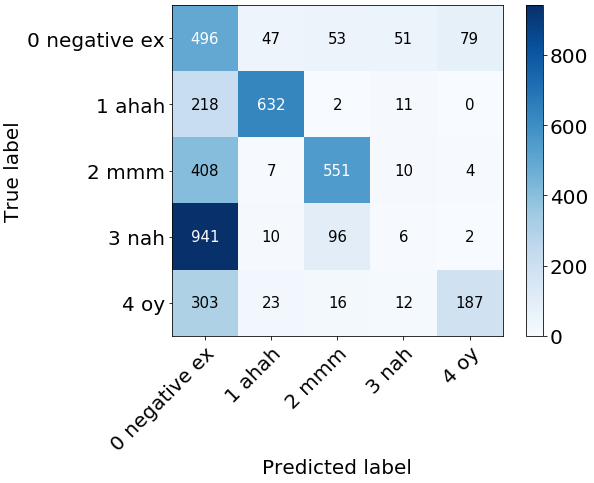 0 negative ex 496 47 53 51 79
1 ahah 218 632 2 11 0
2 mmm 408 7 551 10 4
3 nah 941 10 96 6 2
4 oy 303 23 16 12 187
0 negative ex 1 ahah 2 mmm 3 nah 4 oy
True label
Predicted label
800
600
400
200
0